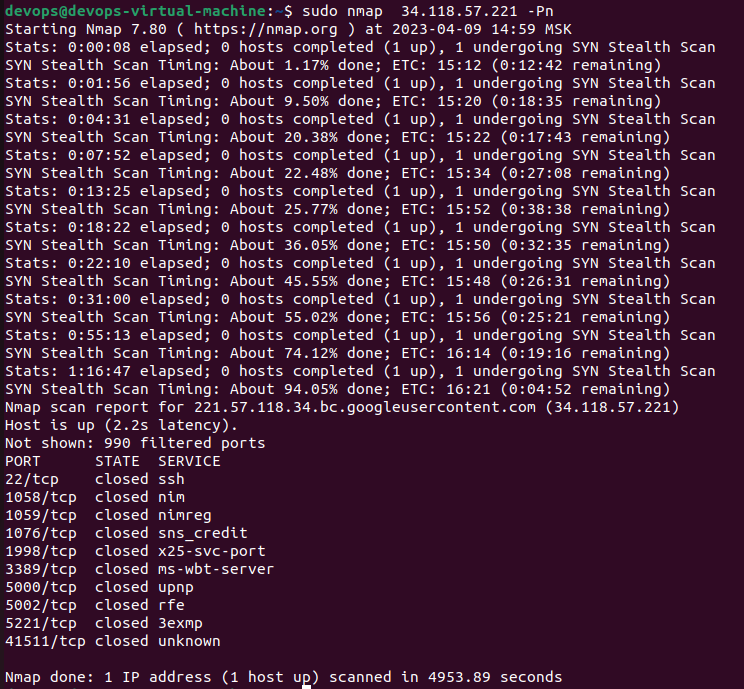 devops@devops-virtual-machine:~$ sudo nmap  34.118.57.221 -Pn
Starting Nmap 7.80 ( https://nmap.org ) at 2023-04-09 14:59 MSK
Stats: 0:00:08 elapsed; 0 hosts completed (1 up), 1 undergoing SYN Stealth Scan
SYN Stealth Scan Timing: About 1.17% done; ETC: 15:12 (0:12:42 remaining)
Stats: 0:01:56 elapsed; 0 hosts completed (1 up), 1 undergoing SYN Stealth Scan
SYN Stealth Scan Timing: About 9.50% done; ETC: 15:20 (0:18:35 remaining)
Stats: 0:04:31 elapsed; 0 hosts completed (1 up), 1 undergoing SYN Stealth Scan
SYN Stealth Scan Timing: About 20.38% done; ETC: 15:22 (0:17:43 remaining)
Stats: 0:07:52 elapsed; 0 hosts completed (1 up), 1 undergoing SYN Stealth Scan
SYN Stealth Scan Timing: About 22.48% done; ETC: 15:34 (0:27:08 remaining)
Stats: 0:13:25 elapsed; 0 hosts completed (1 up), 1 undergoing SYN Stealth Scan
SYN Stealth Scan Timing: About 25.77% done; ETC: 15:52 (0:38:38 remaining)
Stats: 0:18:22 elapsed; 0 hosts completed (1 up), 1 undergoing SYN Stealth Scan
SYN Stealth Scan Timing: About 36.05% done; ETC: 15:50 (0:32:35 remaining)
Stats: 0:22:10 elapsed; 0 hosts completed (1 up), 1 undergoing SYN Stealth Scan
SYN Stealth Scan Timing: About 45.55% done; ETC: 15:48 (0:26:31 remaining)
Stats: 0:31:00 elapsed; 0 hosts completed (1 up), 1 undergoing SYN Stealth Scan
SYN Stealth Scan Timing: About 55.02% done; ETC: 15:56 (0:25:21 remaining)
Stats: 0:55:13 elapsed; 0 hosts completed (1 up), 1 undergoing SYN Stealth Scan
SYN Stealth Scan Timing: About 74.12% done; ETC: 16:14 (0:19:16 remaining)
Stats: 1:16:47 elapsed; 0 hosts completed (1 up), 1 undergoing SYN Stealth Scan
SYN Stealth Scan Timing: About 94.05% done; ETC: 16:21 (0:04:52 remaining)
Nmap scan report for 221.57.118.34.bc.googleusercontent.com (34.118.57.221)
Host is up (2.2s latency).
Not shown: 990 filtered ports
PORT      STATE  SERVICE
22/tcp    closed ssh
1058/tcp  closed nim
1059/tcp  closed nimreg
1076/tcp  closed sns_credit
1998/tcp  closed x25-svc-port
3389/tcp  closed ms-wbt-server
5000/tcp  closed upnp
5002/tcp  closed rfe
5221/tcp  closed 3exmp
41511/tcp closed unknown
Nmap done: 1 IP address (1 host up) scanned in 4953.89 seconds